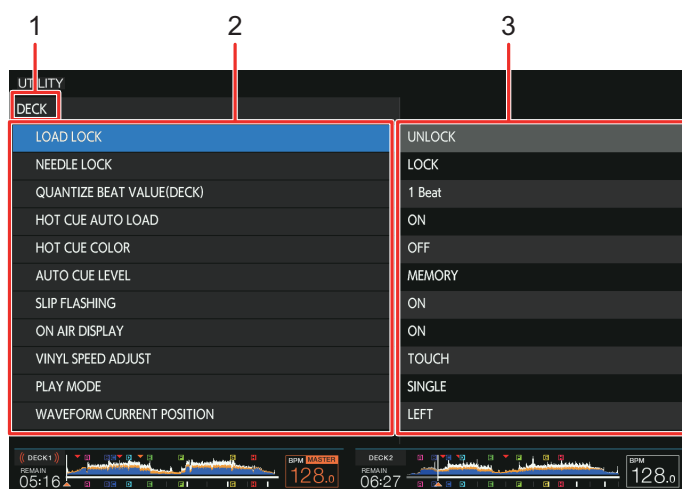 1 2 3
UTILITY
DECK
LOAD LOCK UNLOCK
NEEDLE LOCK LOCK
QUANTIZE BEAT VALUE(DECK) 1 Beat
HOT CUE AUTO LOAD ON
HOT CUE COLOR OFF
AUTO CUE LEVEL MEMORY
SLIP FLASHING ON
ON AIR DISPLAY ON
VINYL SPEED ADJUST TOUCH
PLAY MODE SINGLE
WAVEFORM CURRENT POSITION LEFT
DECK1 BPM MASTER DECK2 BPM
REMAIN REMAIN
05:16 128.0 06:27 128.0